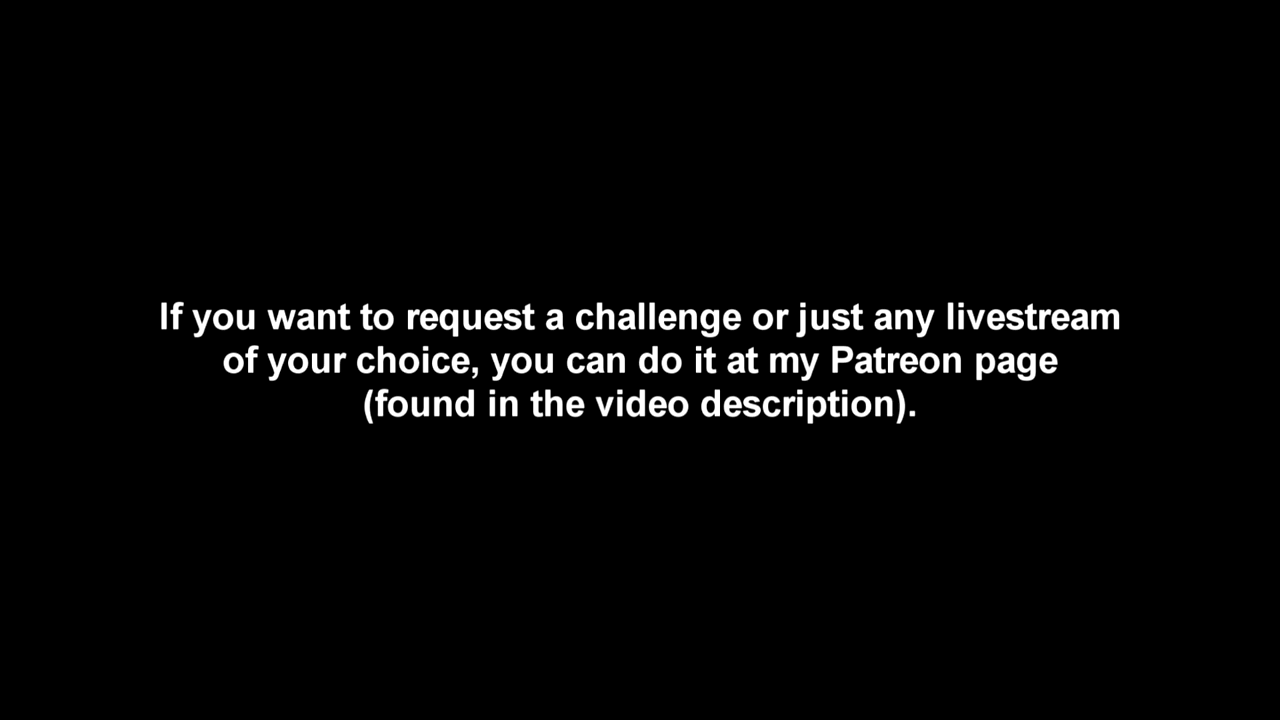 If you want to request a challenge or just any livestream
of your choice, you can do it at my Patreon page
(found in the video description).